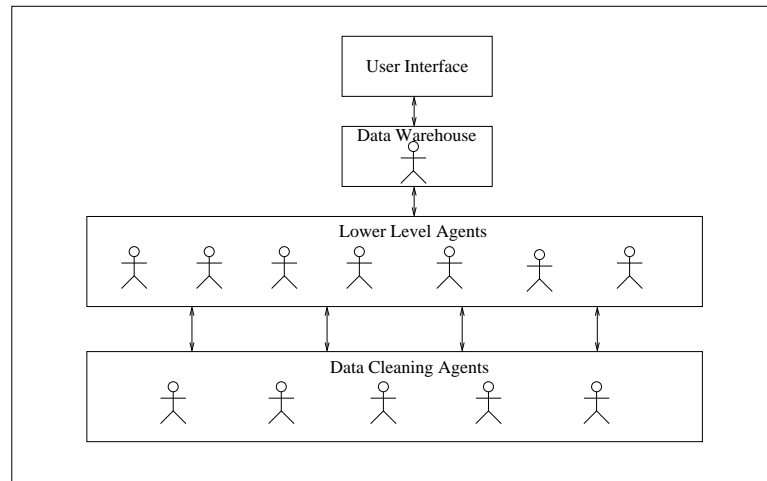 User Interface
Data Warehouse
Lower Level Agents
Data Cleaning Agents